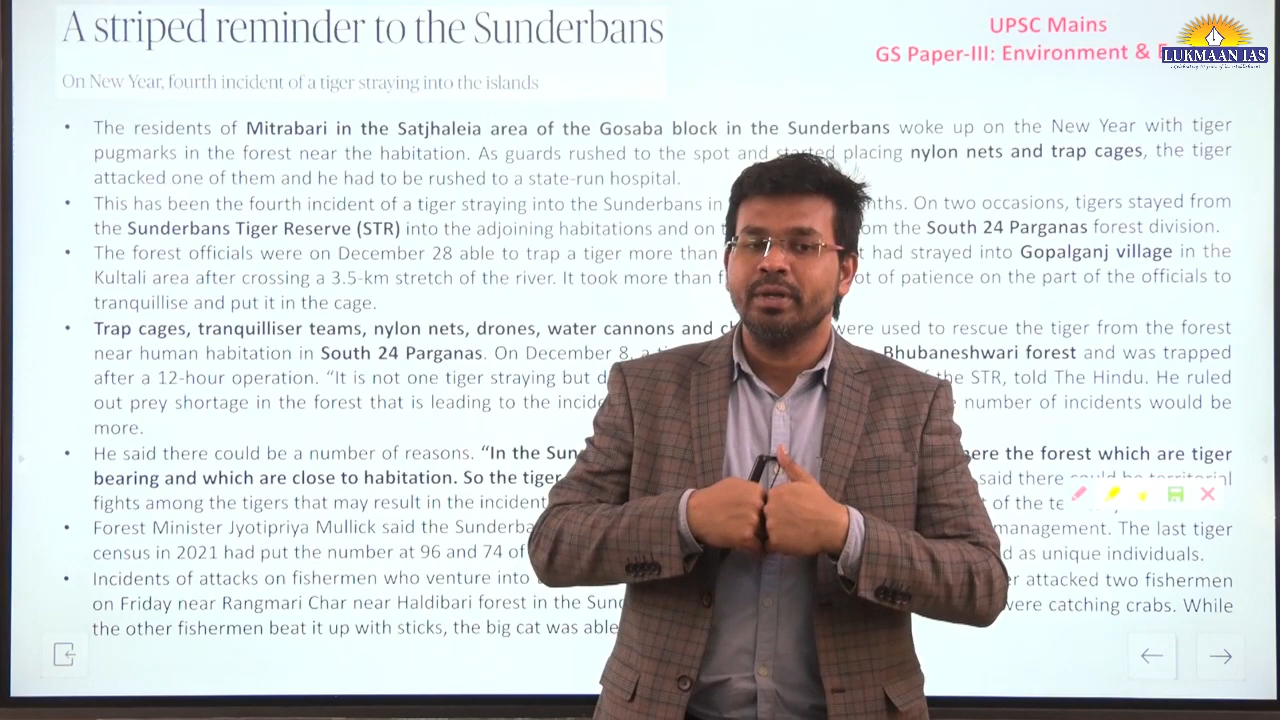 A striped reminder to the Sunderbans
UPSC Mains
GS Paper-III: Environment &
LUKMAAN IAS
On New Year, fourth incident of a tiger straying into the islands
• The residents of Mitrabari in the Satjhaleia area of the Gosaba block in the Sunderbans woke up on the New Year with tiger
pugmarks in the forest near the habitation. As guards rushed to the spot and started placing nylon nets and trap cages, the tiger
attacked one of them and he had to be rushed to a state-run hospital.
• This has been the fourth incident of a tiger straying into the Sunderbans in
On two occasions, tigers stayed from
the Sunderbans Tiger Reserve (STR) into the adjoining habitations and on
the South 24 Parganas forest division.
• The forest officials were on December 28 able to trap a tiger more than
had strayed into Gopalganj village in the
Kultali area after crossing a 3.5-km stretch of the river. It took more than
of patience on the part of the officials to
tranquillise and put it in the cage.
• Trap cages, tranquilliser teams, nylon nets, drones, water cannons and
were used to rescue the tiger from the forest
near human habitation in South 24 Parganas. On December 8, a
Bhubaneshwari forest and was trapped
after a 12-hour operation. "It is not one tiger straying but
the STR, told The Hindu. He ruled
out prey shortage in the forest that is leading to the
number of incidents would be
more.
• He said there could be a number of reasons. "In the
the forest which are tiger
bearing and which are close to habitation. So the tiger
said there could be territorial
fights among the tigers that may result in the
of the
• Forest Minister Jyotipriya Mullick said the
management. The last tiger
census in 2021 had put the number at 96 and 74 of
as unique individuals.
• Incidents of attacks on fishermen who venture into
attacked two fishermen
on Friday near Rangmari Char near Haldibari forest in the
were catching crabs. While
the other fishermen beat it up with sticks, the big cat was